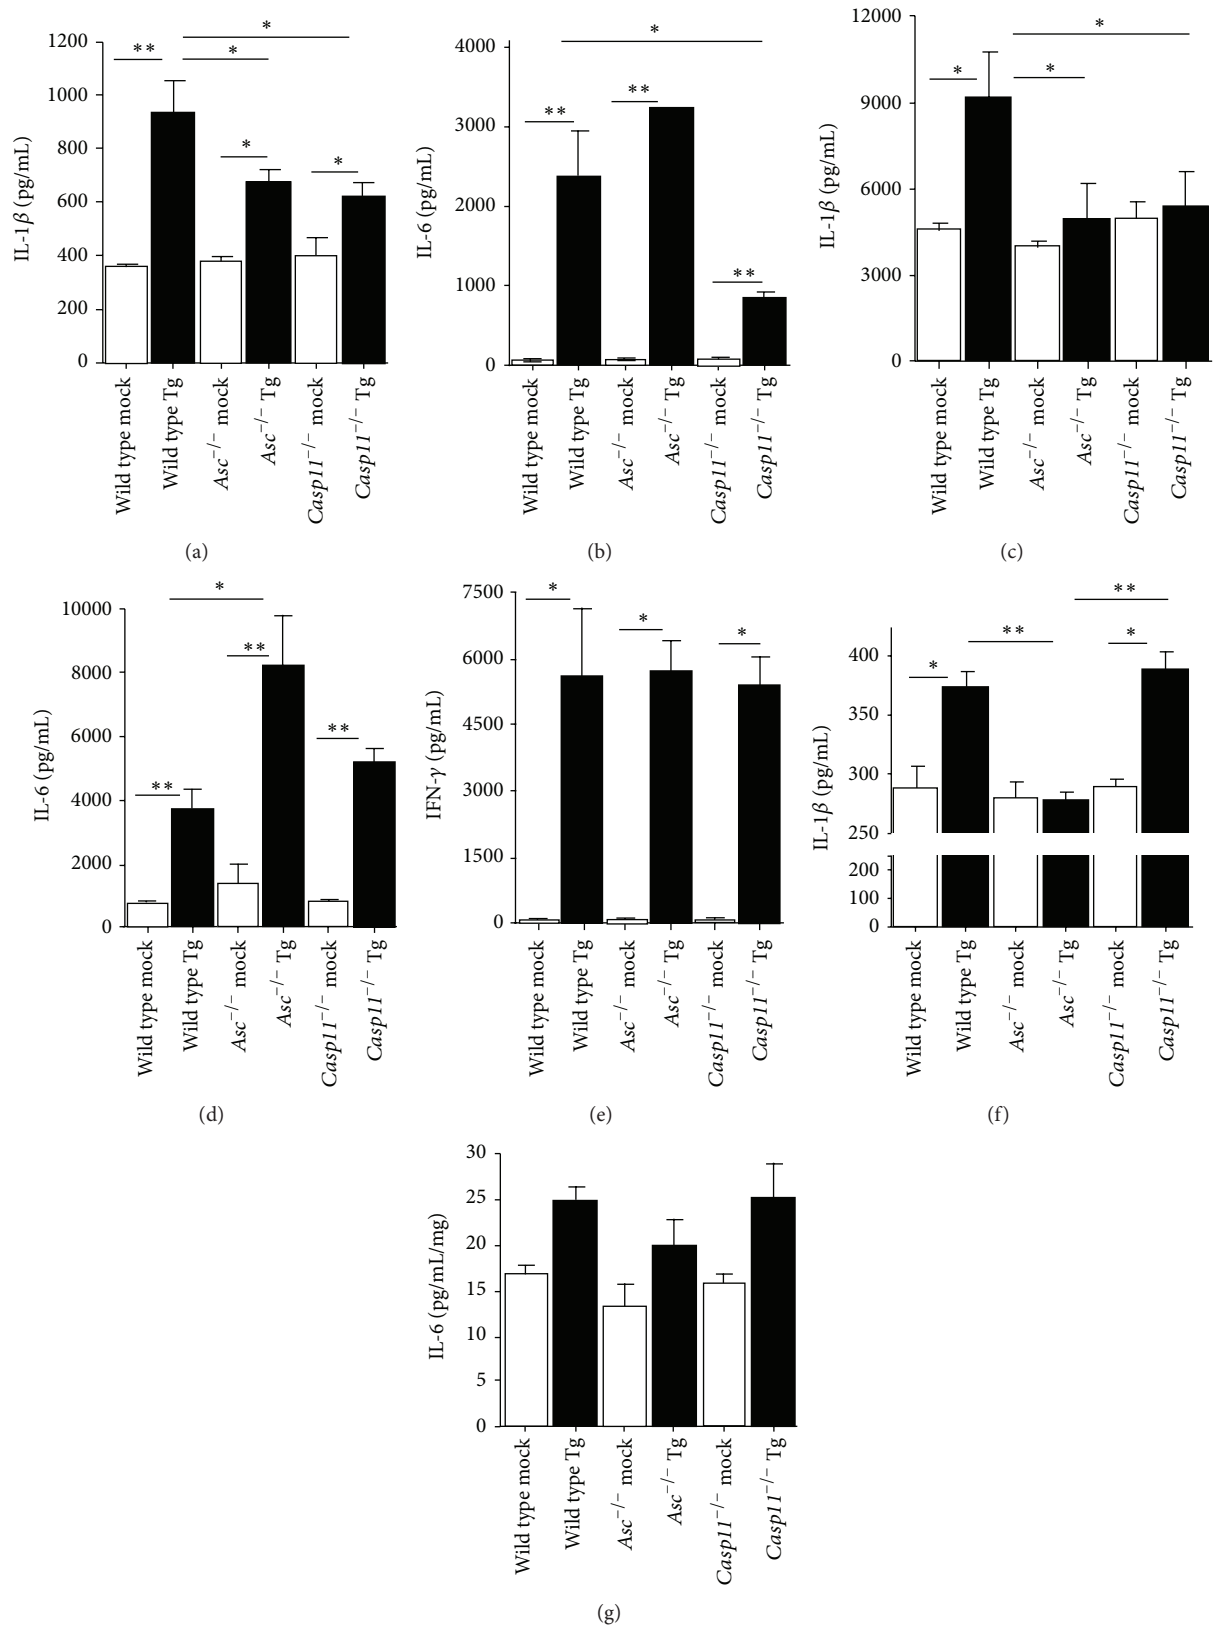 *
**
*
*
*
1200
1000
800
600
400
200
0
IL-1β (pg/mL)
Wild type mock
Wild type Tg
Asc−/− mock
Asc−/− Tg
Casp11−/− mock
Casp11−/− Tg
(a)
*
**
**
**
4000
3000
2000
1000
0
IL-6 (pg/mL)
Wild type mock
Wild type Tg
Asc−/− mock
Asc−/− Tg
Casp11−/− mock
Casp11−/− Tg
(b)
*
*
*
12000
9000
6000
3000
0
IL-1β (pg/mL)
Wild type mock
Wild type Tg
Asc−/− mock
Asc−/− Tg
Casp11−/− mock
Casp11−/− Tg
(c)
*
**
**
**
10000
8000
6000
4000
2000
0
IL-6 (pg/mL)
Wild type mock
Wild type Tg
Asc−/− mock
Asc−/− Tg
Casp11−/− mock
Casp11−/− Tg
(d)
*
*
*
7500
6000
4500
3000
1500
0
IFN-γ (pg/mL)
Wild type mock
Wild type Tg
Asc−/− mock
Asc−/− Tg
Casp11−/− mock
Casp11−/− Tg
(e)
**
**
*
*
400
350
300
250
200
100
0
IL-1β (pg/mL)
Wild type mock
Wild type Tg
Asc−/− mock
Asc−/− Tg
Casp11−/− mock
Casp11−/− Tg
(f)
30
25
20
15
10
5
0
IL-6 (pg/mL/mg)
Wild type mock
Wild type Tg
Asc−/− mock
Asc−/− Tg
Casp11−/− mock
Casp11−/− Tg
(g)